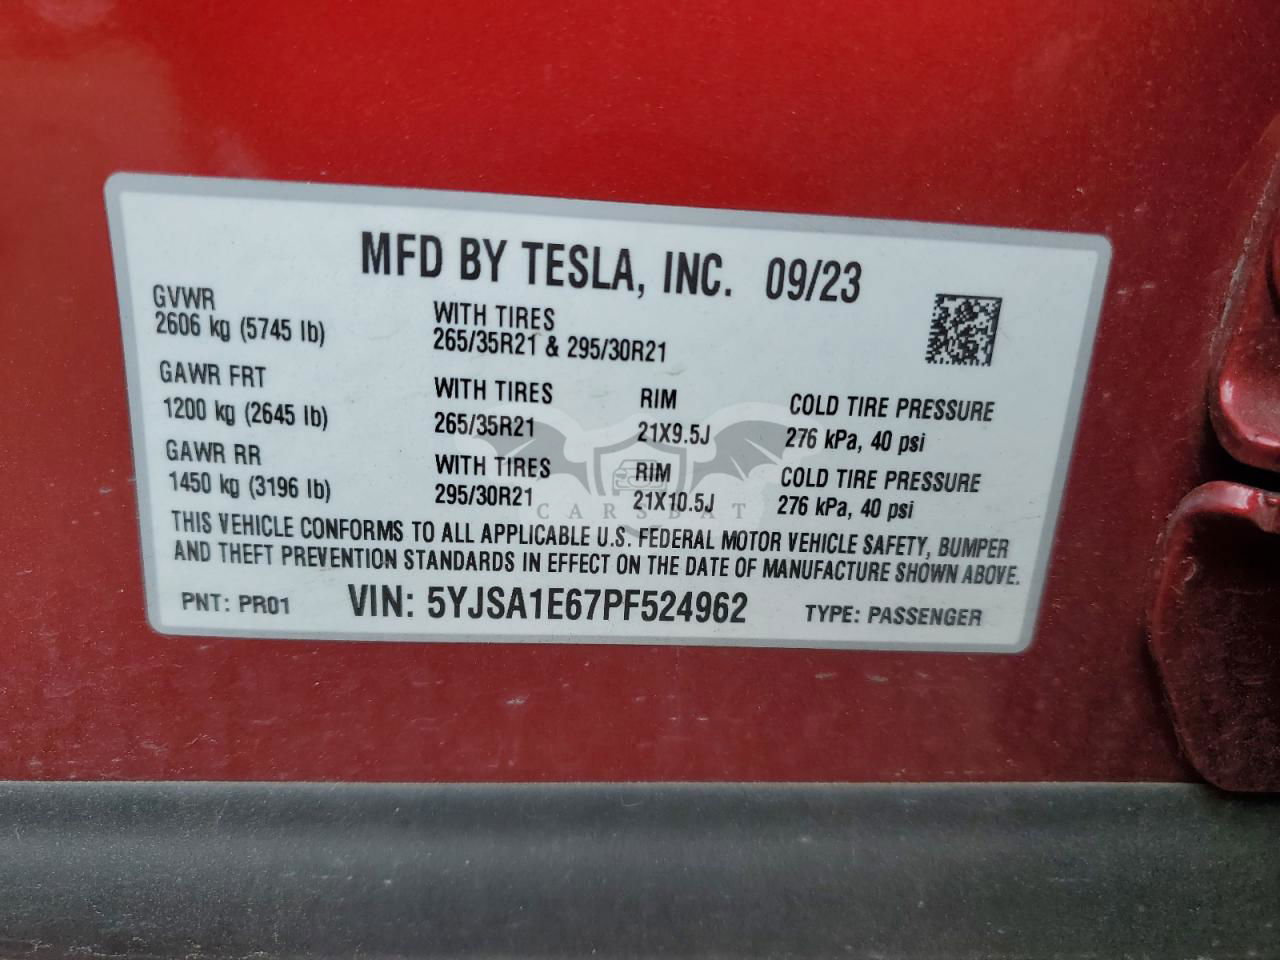 MFD BY TESLA, INC. 09/23
GVWR
2606 kg (5745 lb)
WITH TIRES
265/35R21 & 295/30R21
GAWR FRT
1200 kg (2645 lb)
WITH TIRES
265/35R21
RIM
21X9.5J
COLD TIRE PRESSURE
276 kPa, 40 psi
GAWR RR
1450 kg (3196 lb)
WITH TIRES
295/30R21
RIM
21X10.5J
COLD TIRE PRESSURE
276 kPa, 40 psi
CARSBAT
THIS VEHICLE CONFORMS TO ALL APPLICABLE U.S. FEDERAL MOTOR VEHICLE SAFETY, BUMPER
AND THEFT PREVENTION STANDARDS IN EFFECT ON THE DATE OF MANUFACTURE SHOWN ABOVE.
PNT: PR01 VIN: 5YJSA1E67PF524962 TYPE: PASSENGER